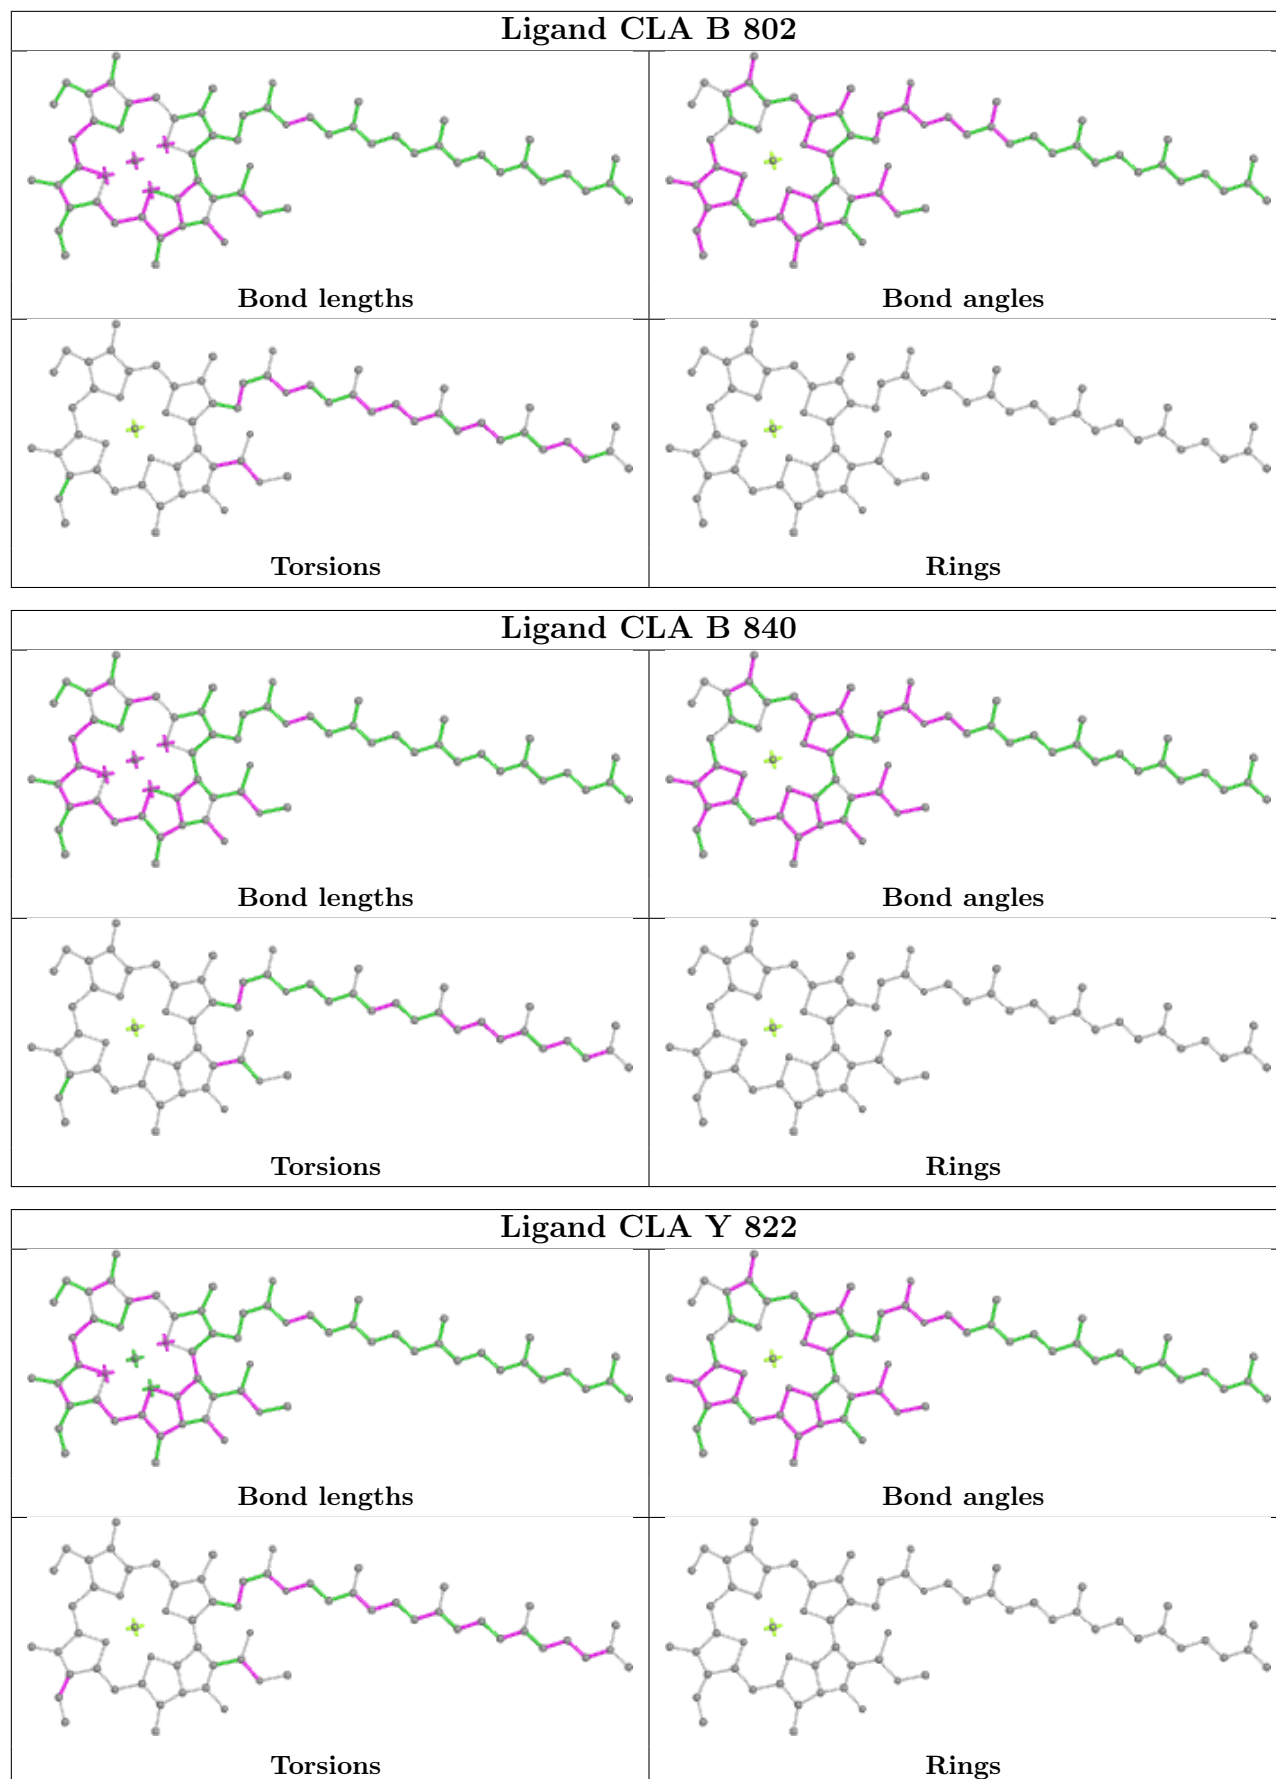 Ligand CLA B 802
Bond lengths
Bond angles
Torsions
Rings
Ligand CLA B 840
Bond lengths
Bond angles
Torsions
Rings
Ligand CLA Y 822
Bond lengths
Bond angles
Torsions
Rings